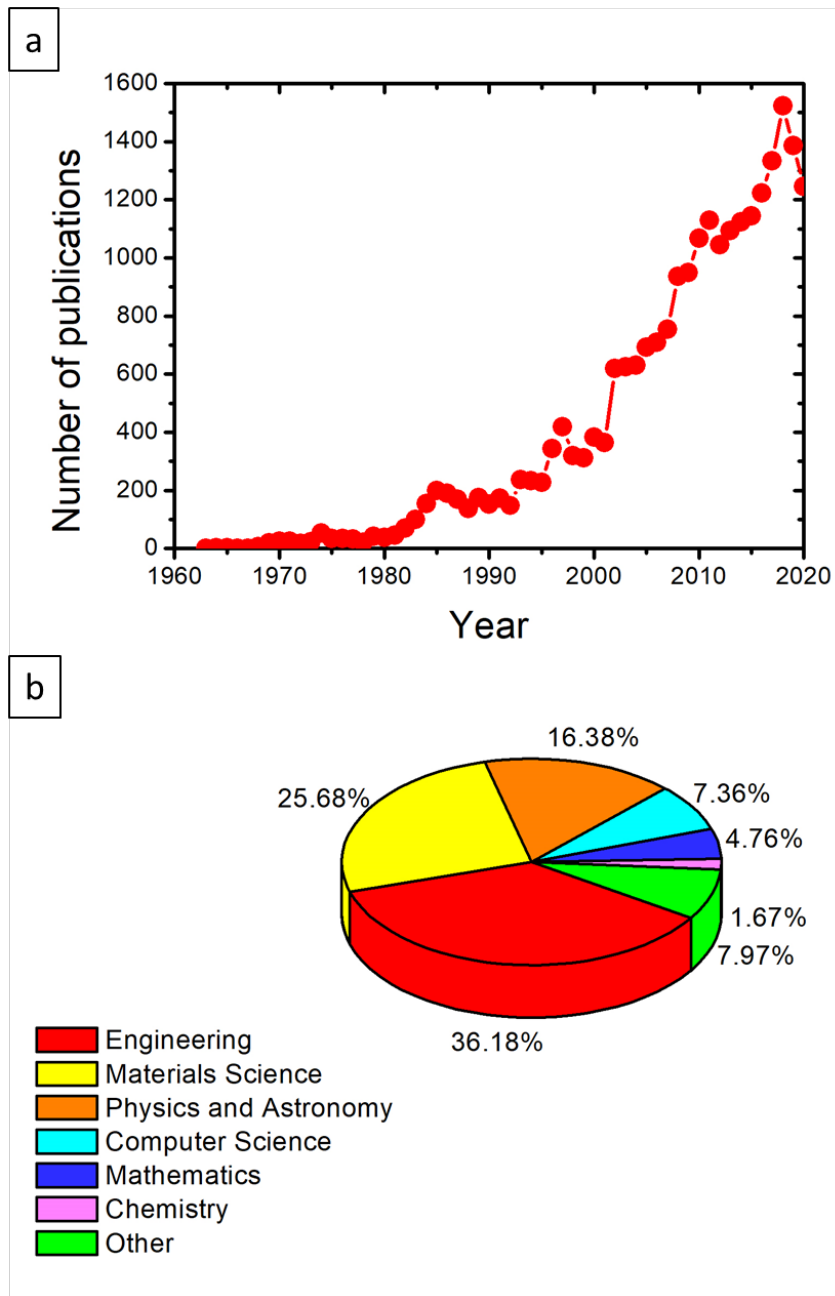 a
1600
1400
1200
1000
800
600
400
200
0
Number of publications
1960 1970 1980 1990 2000 2010 2020
Year
b
16.38%
7.36%
25.68%
4.76%
1.67%
7.97%
36.18%
Engineering
Materials Science
Physics and Astronomy
Computer Science
Mathematics
Chemistry
Other